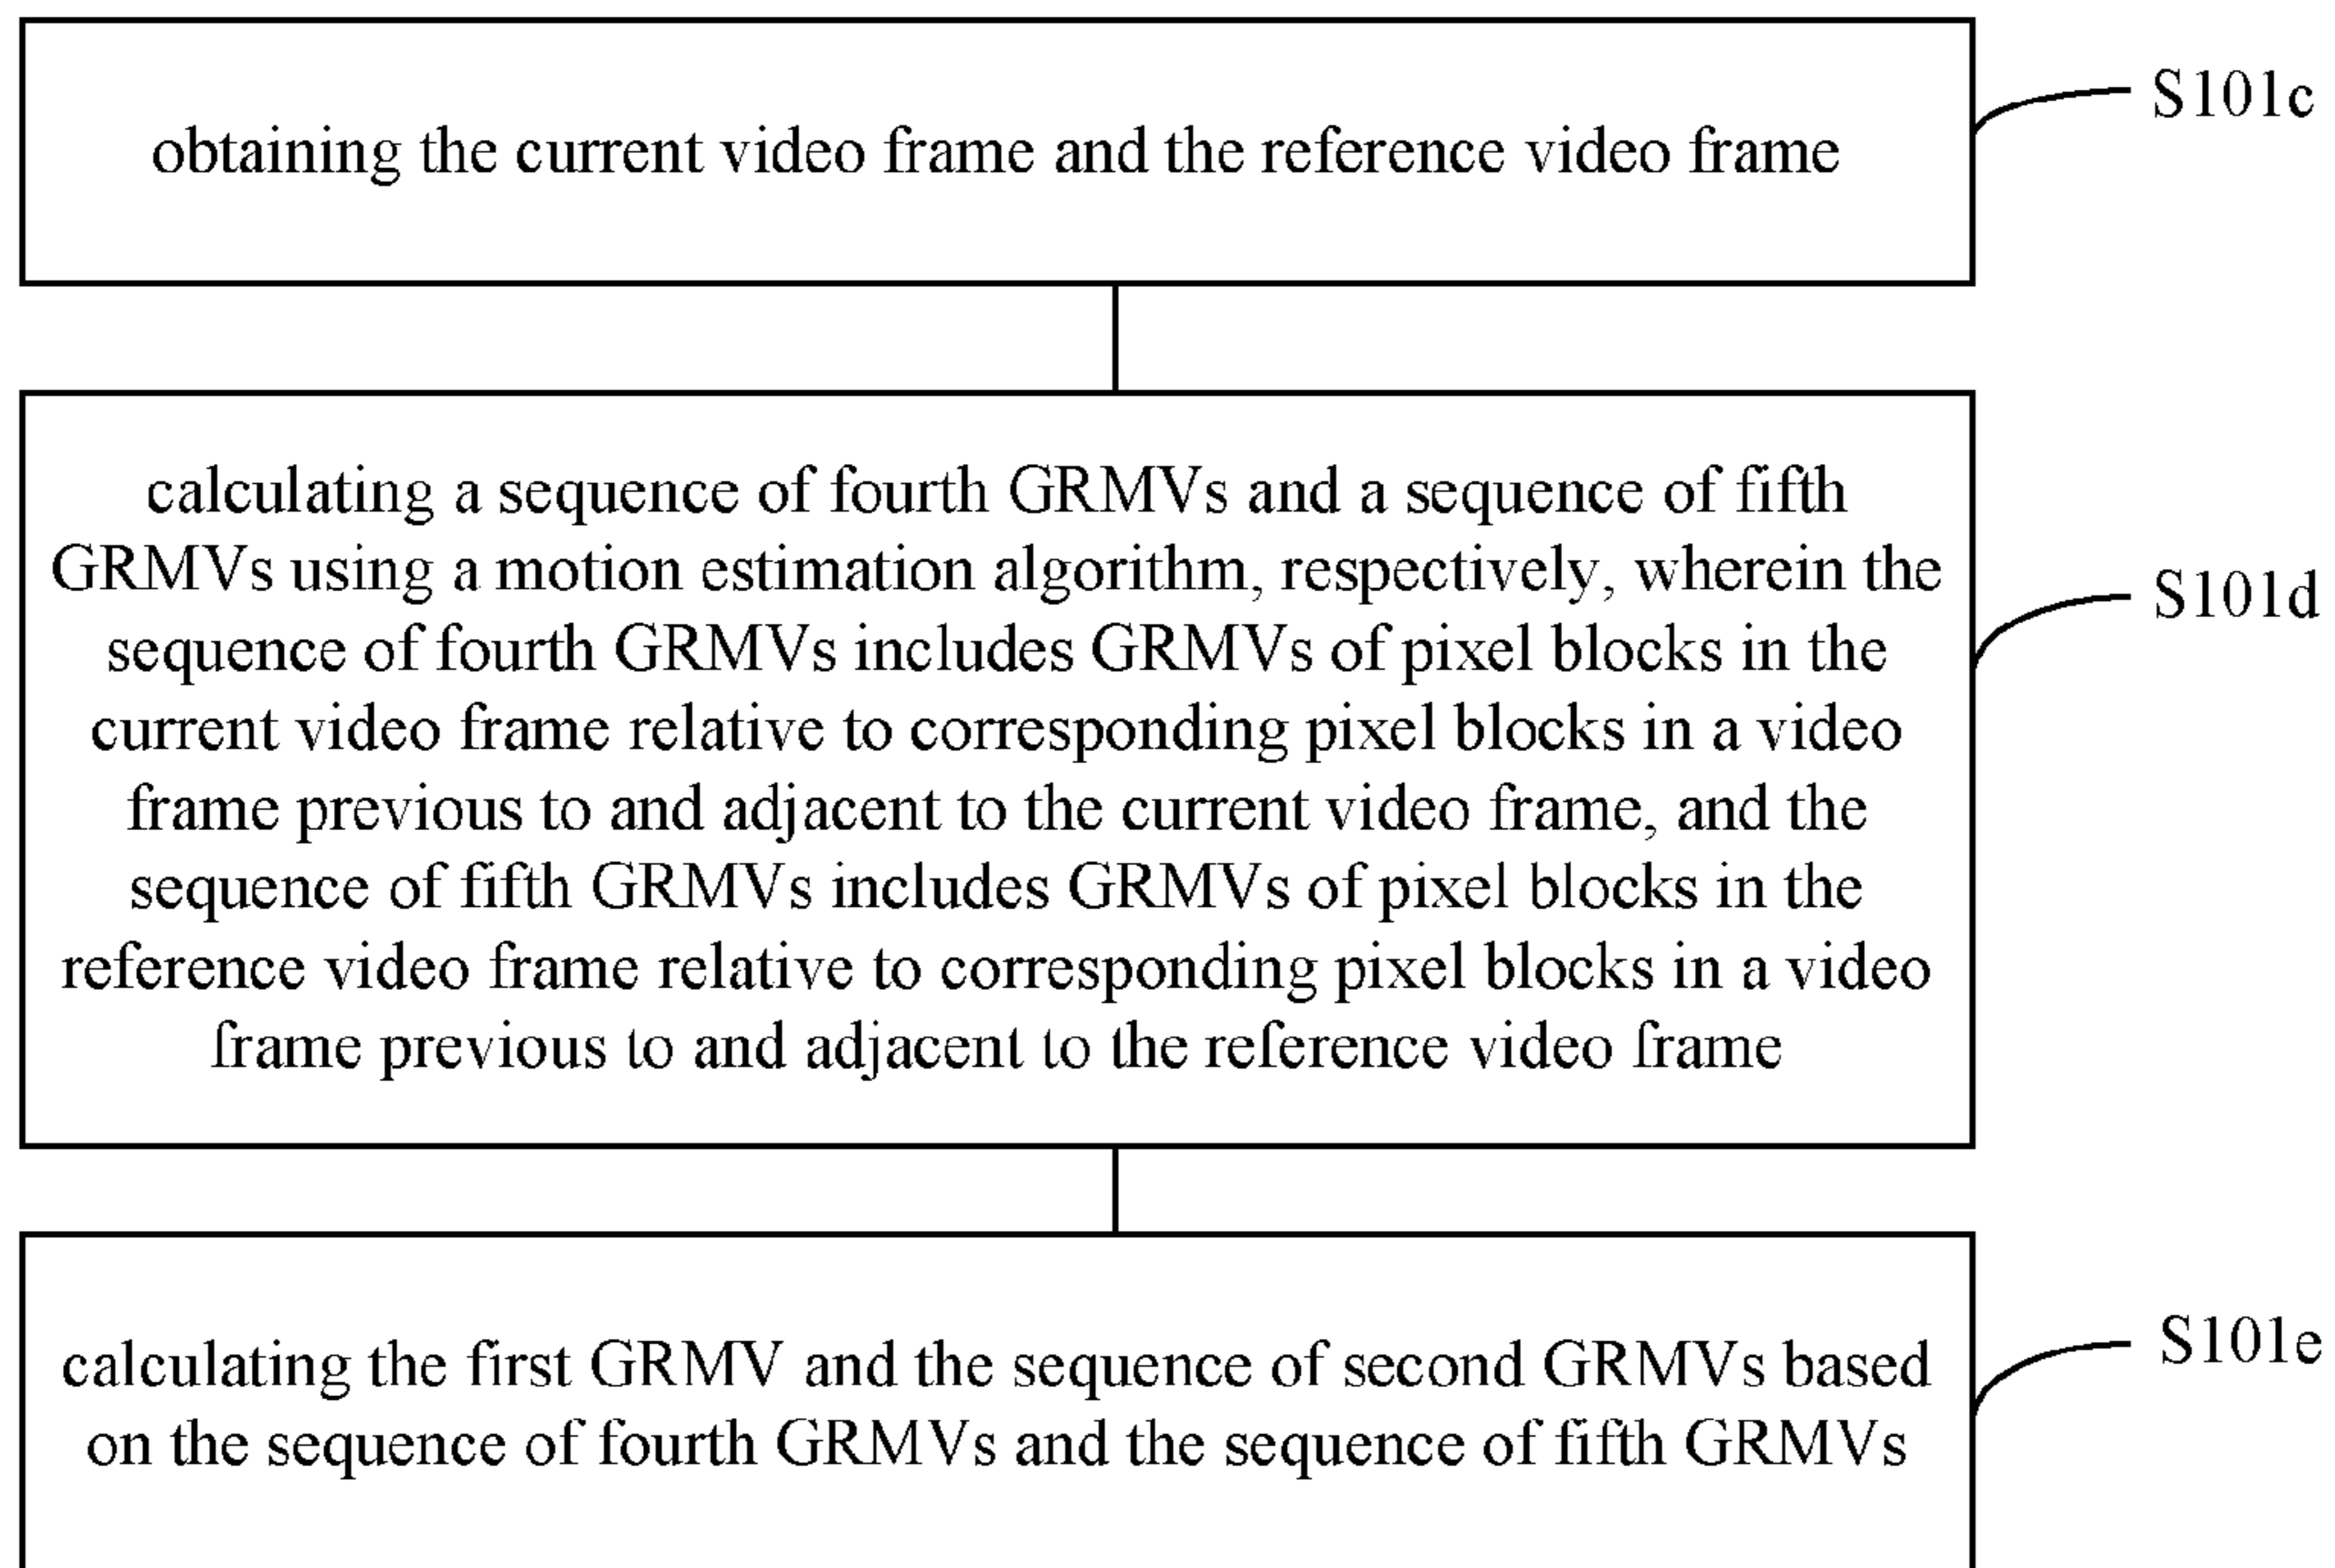 obtaining the current video frame and the reference video frame
S101c
calculating a sequence of fourth GRMVs and a sequence of fifth
GRMVs using a motion estimation algorithm, respectively, wherein the
sequence of fourth GRMVs includes GRMVs of pixel blocks in the
current video frame relative to corresponding pixel blocks in a video
frame previous to and adjacent to the current video frame, and the
sequence of fifth GRMVs includes GRMVs of pixel blocks in the
reference video frame relative to corresponding pixel blocks in a video
frame previous to and adjacent to the reference video frame
S101d
calculating the first GRMV and the sequence of second GRMVs based
on the sequence of fourth GRMVs and the sequence of fifth GRMVs
S101e